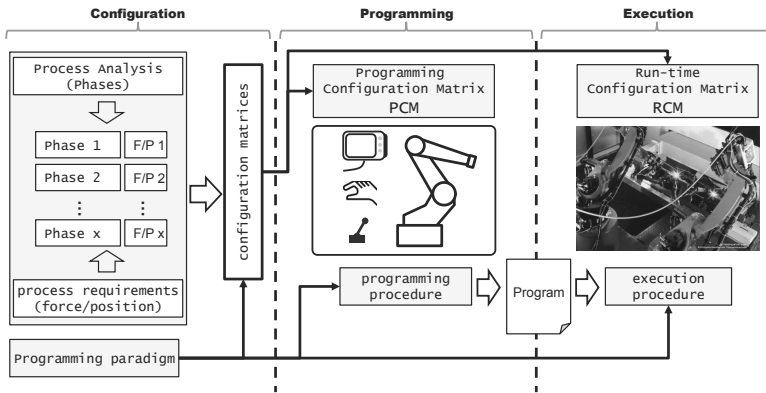 Configuration
Programming
Execution
Process Analysis
(Phases)
Phase 1
F/P 1
Phase 2
F/P 2
⋮
⋮
Phase x
F/P x
process requirements
(force/position)
Programming paradigm
configuration matrices
Programming
Configuration Matrix
PCM
programming
procedure
Program
Run-time
Configuration Matrix
RCM
execution
procedure